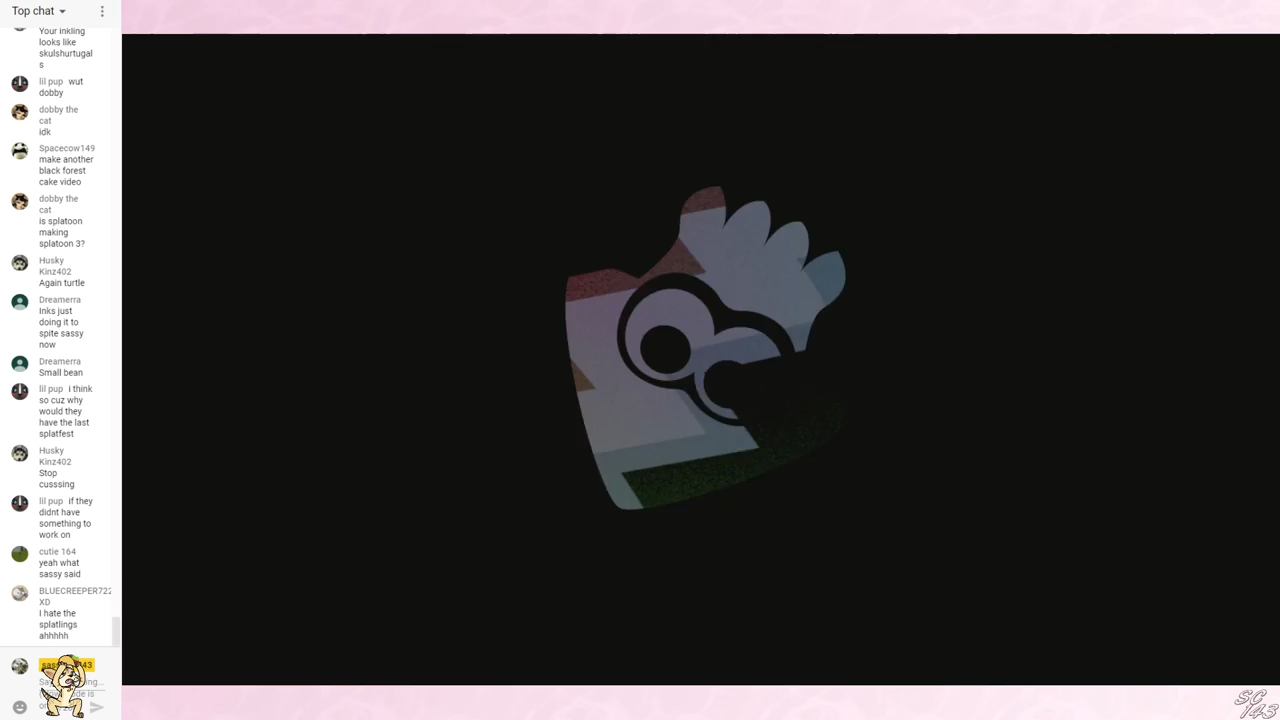 Top chat
Your inkling
looks like
skulshurtugal
s
lil pup wut
dobby
dobby the
cat
idk
Spacecow149
make another
black forest
cake video
dobby the
cat
is splatoon
making
splatoon 3?
Husky
Kinz402
Again turtle
Dreamerra
Inks just
doing it to
spite sassy
now
Dreamerra
Small bean
lil pup i think
so cuz why
would they
have the last
splatfest
Husky
Kinz402
Stop
cusssing
lil pup if they
didnt have
something to
work on
cutie 164
yeah what
sassy said
BLUECREEPER722
XD
I hate the
splatlings
ahhhhh
SC
143